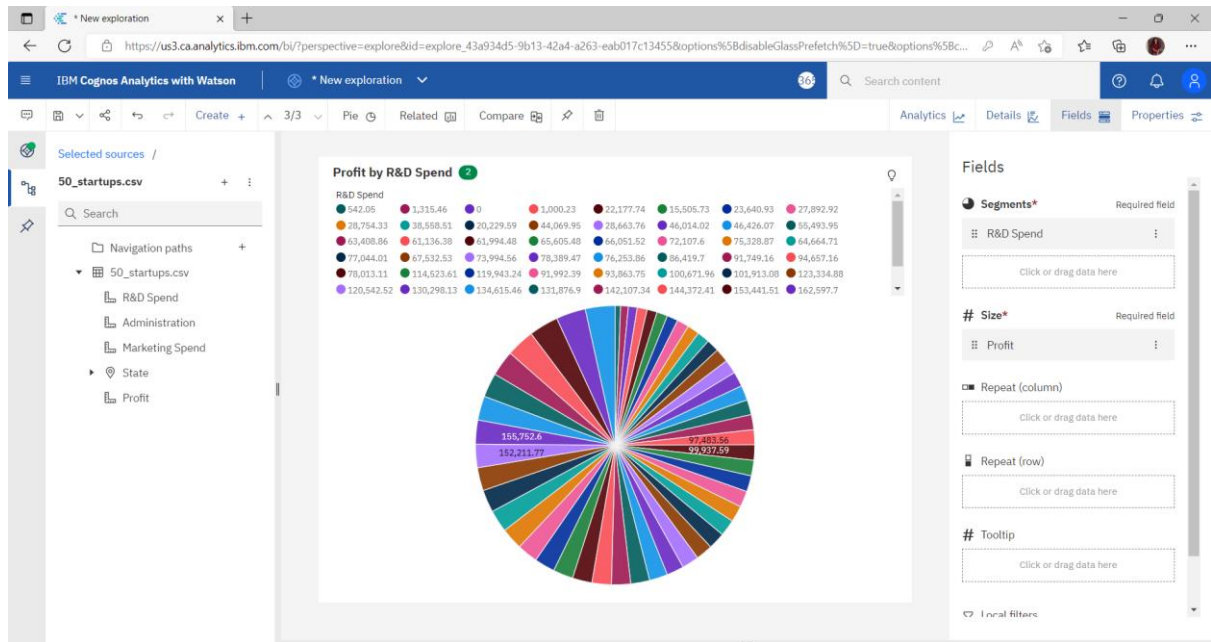 * New exploration
https://us3.ca.analytics.ibm.com/bi/?perspective=explore&id=explore_43a934d5-9b13-42a4-a263-eab017c13455&options%5BdisableGlassPrefetch%5D=true&options%5Bc...
IBM Cognos Analytics with Watson
* New exploration
Search content
Create + 3/3 Pie Related Compare Analytics Details Fields Properties
Selected sources /
50_startups.csv
Search
Navigation paths
50_startups.csv
R&D Spend
Administration
Marketing Spend
State
Profit
Profit by R&D Spend 2
R&D Spend
542.05 1,315.46 0 1,000.23 22,177.74 15,505.73 23,640.93 27,892.92
28,754.33 38,558.51 20,229.59 44,069.95 28,663.76 46,014.02 46,426.07 55,493.95
63,408.86 61,136.38 61,994.48 65,605.48 66,051.52 72,107.6 75,328.87 64,664.71
77,044.01 67,532.53 73,994.56 78,389.47 76,253.86 86,419.7 91,749.16 94,657.16
78,013.11 114,523.61 119,943.24 91,992.39 93,863.75 100,671.96 101,913.08 123,334.88
120,542.52 130,298.13 134,615.46 131,876.9 142,107.34 144,372.41 153,441.51 162,597.7
155,752.6
152,211.77
97,483.56
99,937.59
Fields
Segments* Required field
R&D Spend
Click or drag data here
Size* Required field
Profit
Repeat (column)
Click or drag data here
Repeat (row)
Click or drag data here
Tooltip
Click or drag data here
Local filters